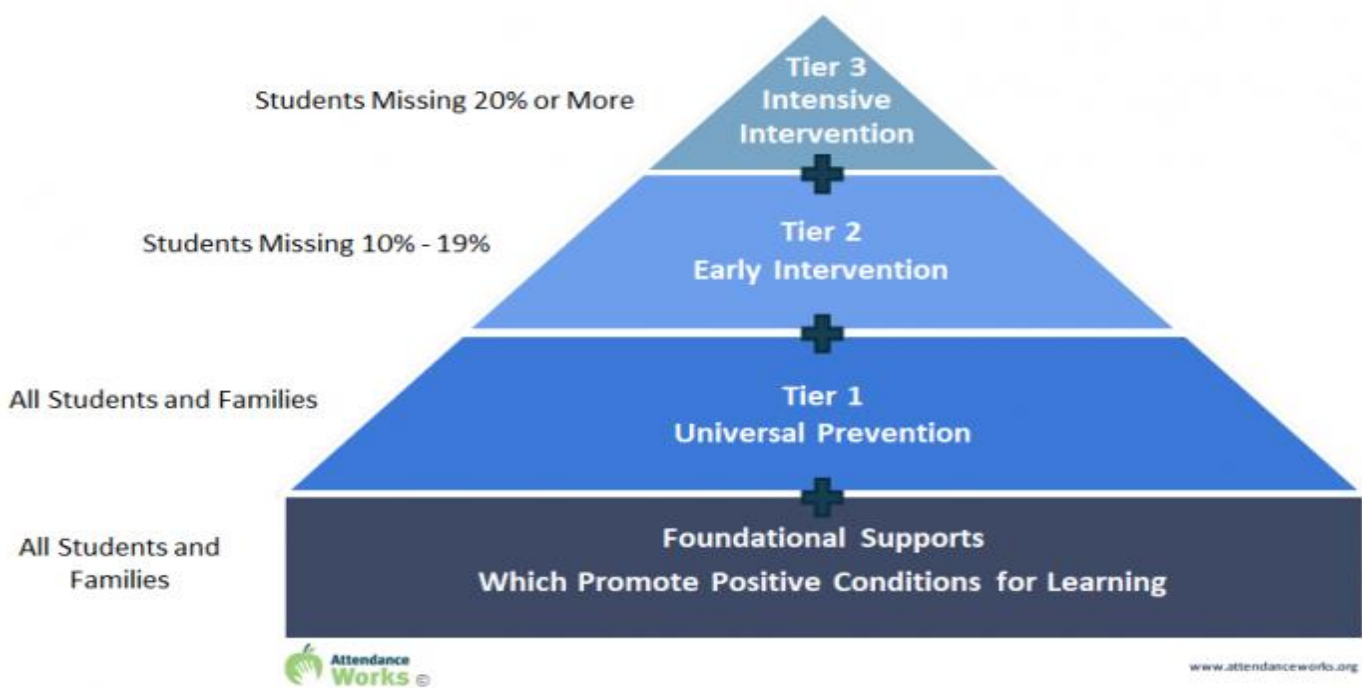 Tier 3
Students Missing 20% or More
Intensive
Intervention
Students Missing 10% - 19%
Tier 2
Early Intervention
All Students and Families
Tier 1
Universal Prevention
All Students and
Families
Foundational Supports
Which Promote Positive Conditions for Learning
Attendance
Works ©
www.attendanceworks.org